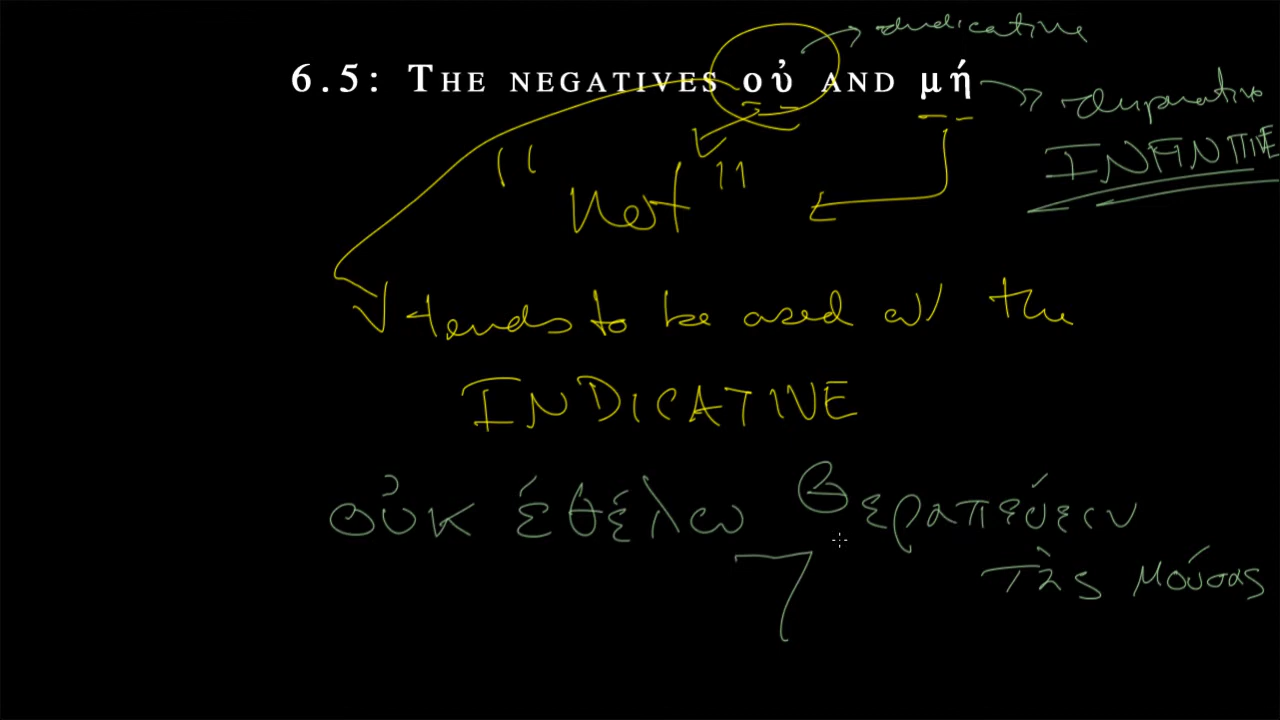 indicative
6.5: THE NEGATIVES οὐ AND μή
imperative
INFINITIVE
"not"
tends to be used w/ the
INDICATIVE
οὐκ ἐθέλω θεραπεύειν
τὰς μούσας